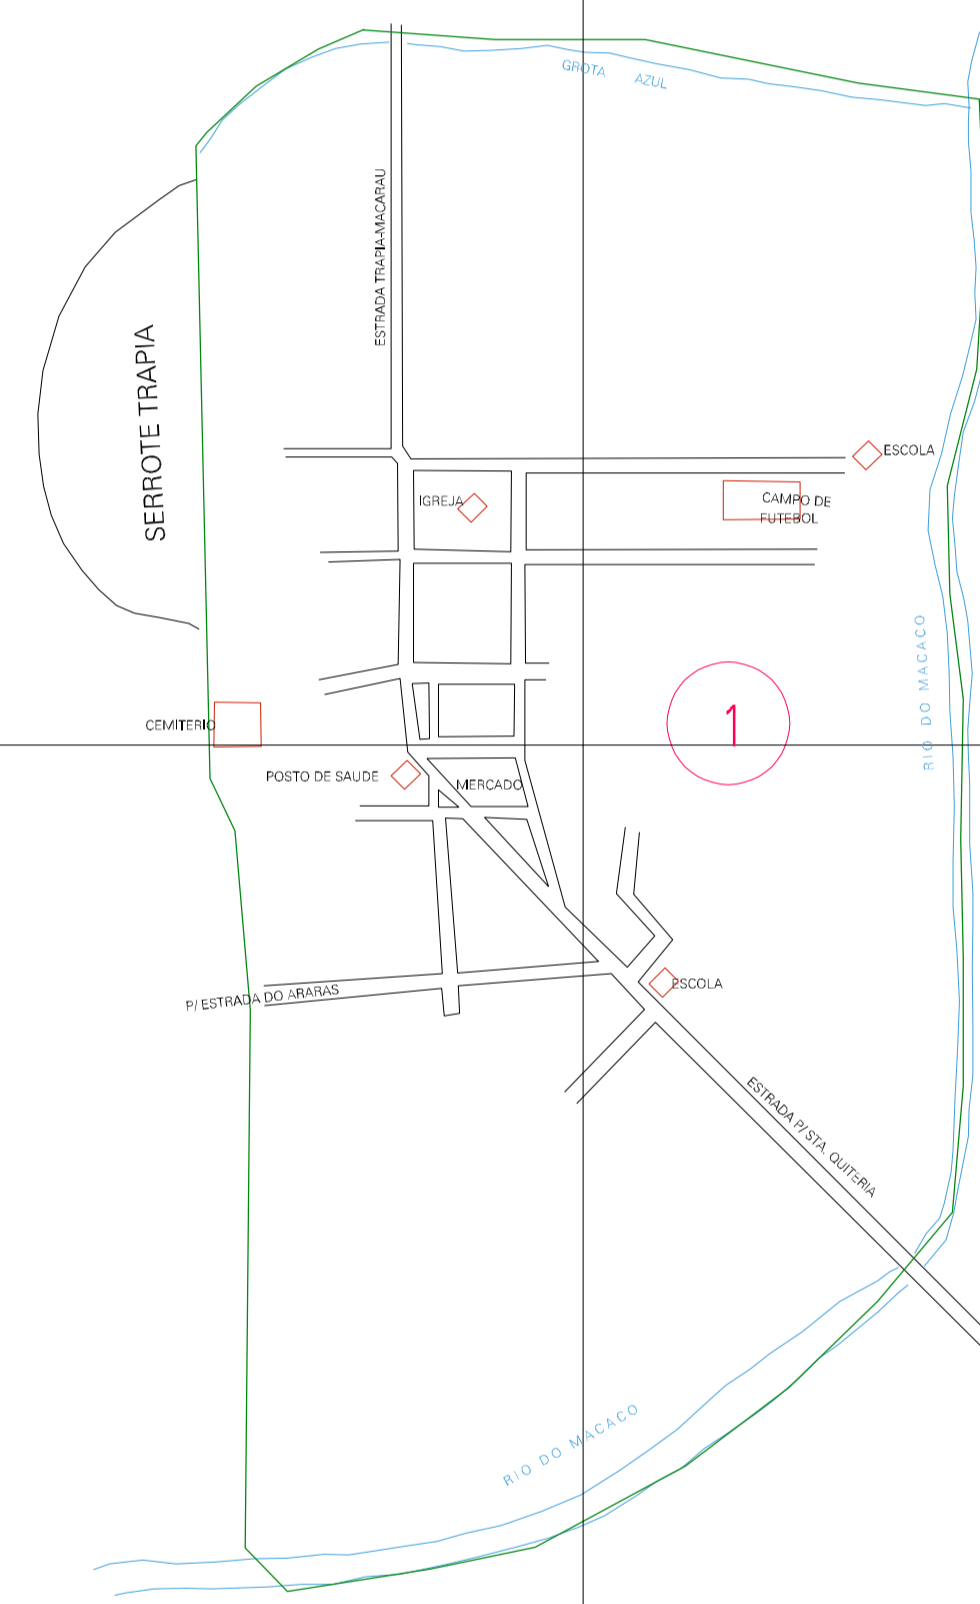 GROTA AZUL
ESTRADA TRAPIA-MACARAU
SERROTE TRAPIA
ESCOLA
IGREJA
CAMPO DE
FUTEBOL
RIO DO MACACO
1
CEMITERIO
POSTO DE SAUDE
MERCADO
ESCOLA
P/ ESTRADA DO ARARAS
ESTRADA P/ STA. QUITERIA
RIO DO MACACO